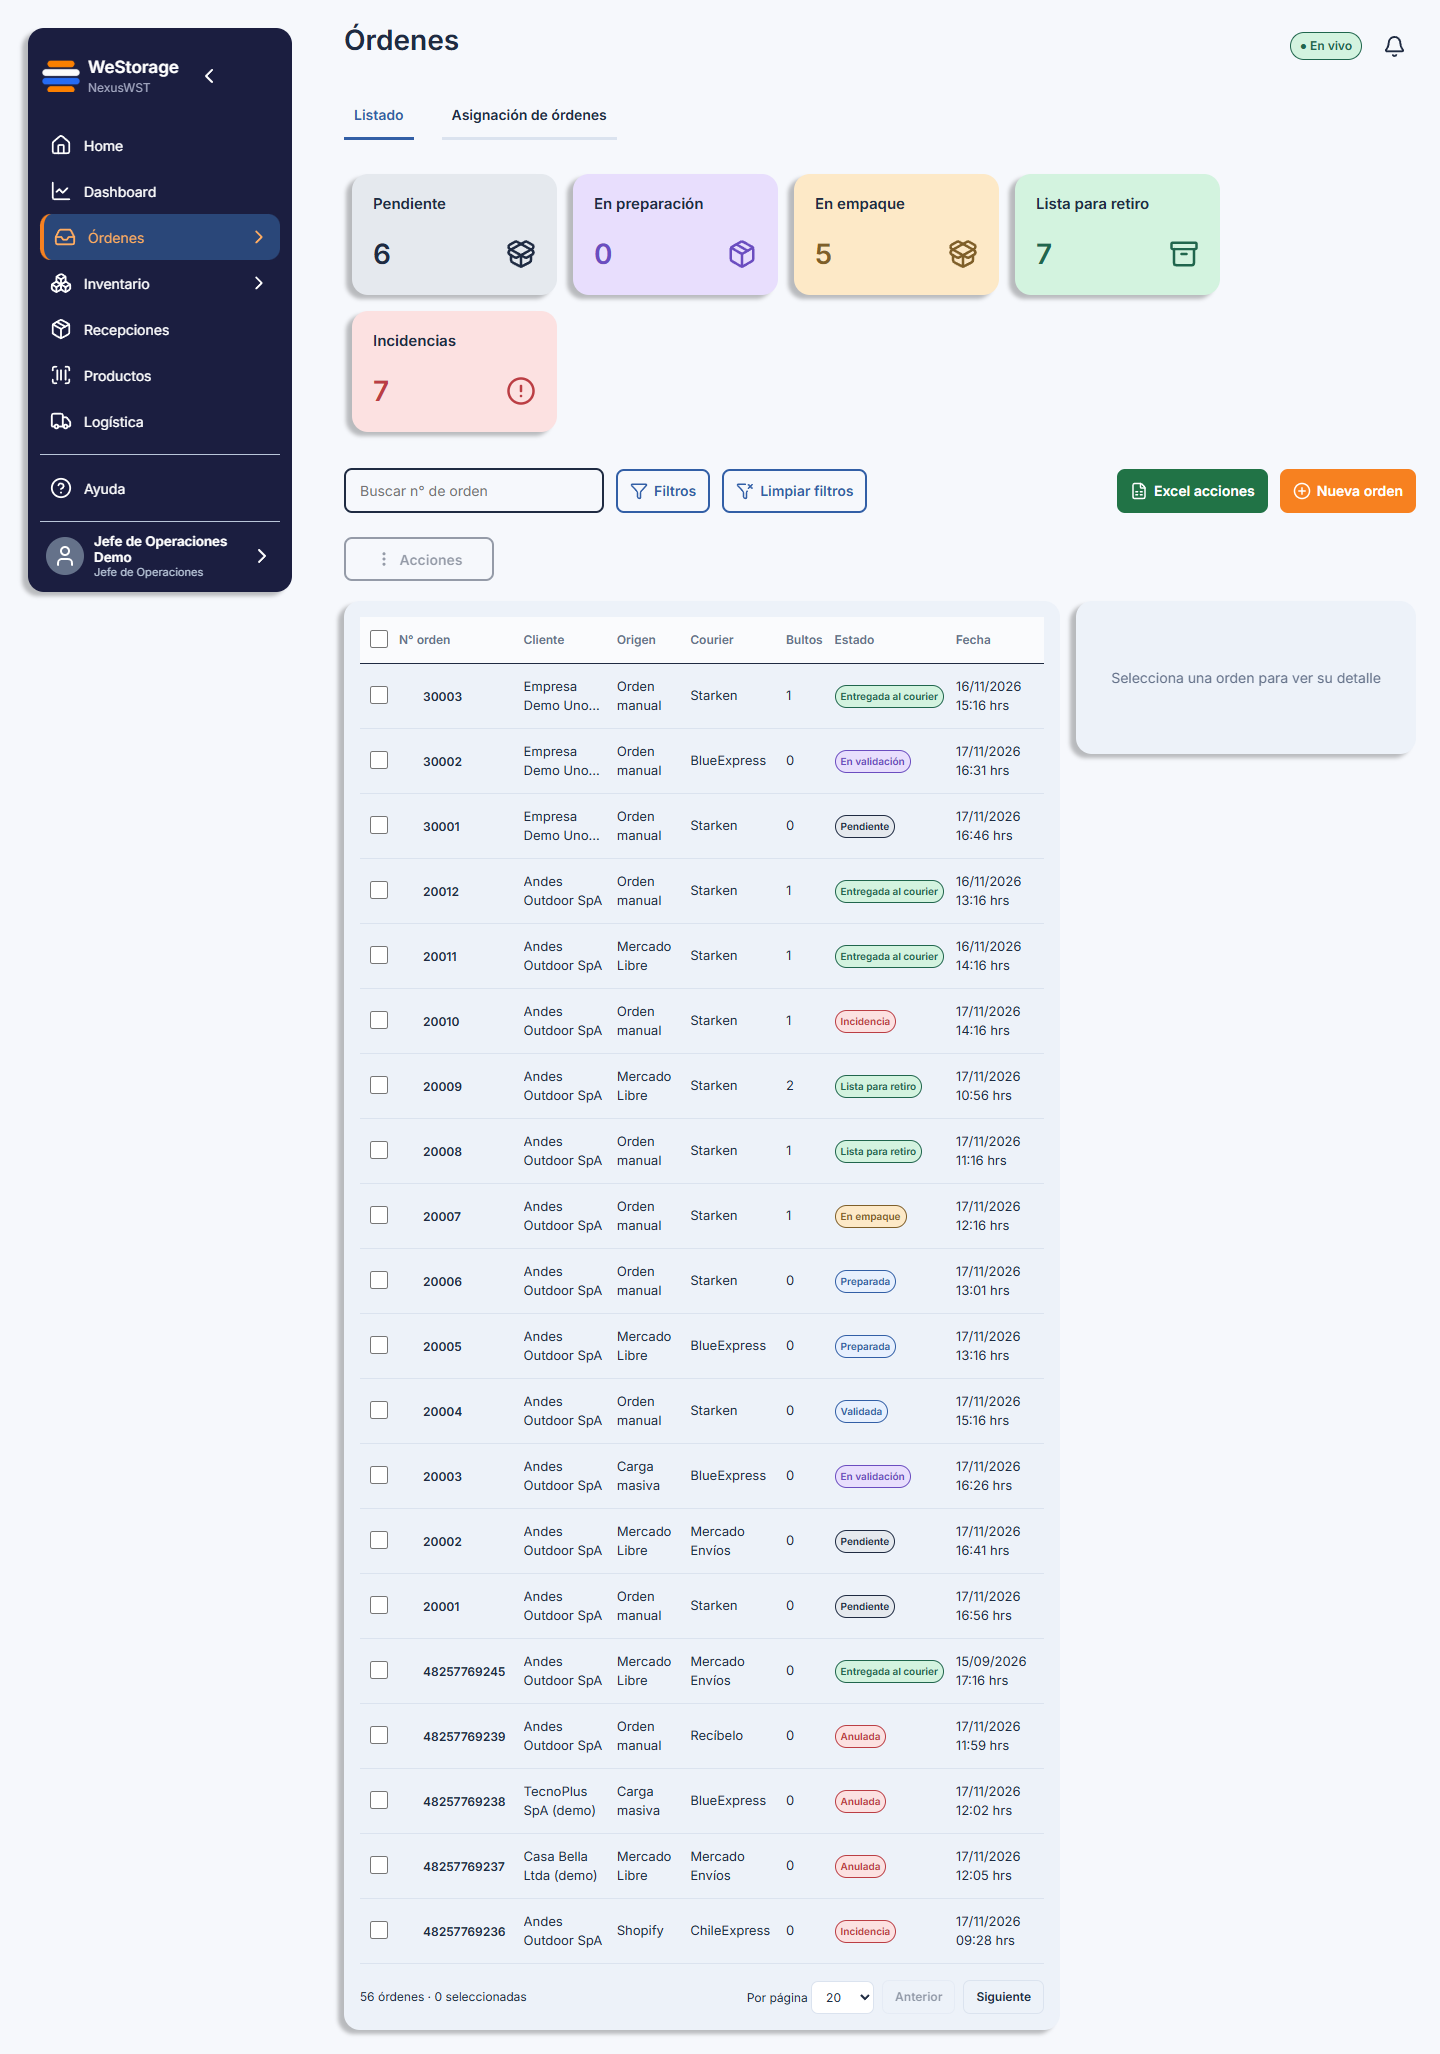 WeStorage
NexusWST
Home
Dashboard
Órdenes
Inventario
Recepciones
Productos
Logística
Ayuda
Jefe de Operaciones
Demo
Jefe de Operaciones
Órdenes
• En vivo
Listado Asignación de órdenes
Pendiente
6
En preparación
0
En empaque
5
Lista para retiro
7
Incidencias
7
Buscar n° de orden Filtros Limpiar filtros Excel acciones Nueva orden
Acciones
N° orden Cliente Origen Courier Bultos Estado Fecha
30003 Empresa Demo Uno... Orden manual Starken 1 Entregada al courier 16/11/2026 15:16 hrs
30002 Empresa Demo Uno... Orden manual BlueExpress 0 En validación 17/11/2026 16:31 hrs
30001 Empresa Demo Uno... Orden manual Starken 0 Pendiente 17/11/2026 16:46 hrs
20012 Andes Outdoor SpA Orden manual Starken 1 Entregada al courier 16/11/2026 13:16 hrs
20011 Andes Outdoor SpA Mercado Libre Starken 1 Entregada al courier 16/11/2026 14:16 hrs
20010 Andes Outdoor SpA Orden manual Starken 1 Incidencia 17/11/2026 14:16 hrs
20009 Andes Outdoor SpA Mercado Libre Starken 2 Lista para retiro 17/11/2026 10:56 hrs
20008 Andes Outdoor SpA Orden manual Starken 1 Lista para retiro 17/11/2026 11:16 hrs
20007 Andes Outdoor SpA Orden manual Starken 1 En empaque 17/11/2026 12:16 hrs
20006 Andes Outdoor SpA Orden manual Starken 0 Preparada 17/11/2026 13:01 hrs
20005 Andes Outdoor SpA Mercado Libre BlueExpress 0 Preparada 17/11/2026 13:16 hrs
20004 Andes Outdoor SpA Orden manual Starken 0 Validada 17/11/2026 15:16 hrs
20003 Andes Outdoor SpA Carga masiva BlueExpress 0 En validación 17/11/2026 16:26 hrs
20002 Andes Outdoor SpA Mercado Libre Mercado Envíos 0 Pendiente 17/11/2026 16:41 hrs
20001 Andes Outdoor SpA Orden manual Starken 0 Pendiente 17/11/2026 16:56 hrs
48257769245 Andes Outdoor SpA Mercado Libre Mercado Envíos 0 Entregada al courier 15/09/2026 17:16 hrs
48257769239 Andes Outdoor SpA Orden manual Recíbelo 0 Anulada 17/11/2026 11:59 hrs
48257769238 TecnoPlus SpA (demo) Carga masiva BlueExpress 0 Anulada 17/11/2026 12:02 hrs
48257769237 Casa Bella Ltda (demo) Mercado Libre Mercado Envíos 0 Anulada 17/11/2026 12:05 hrs
48257769236 Andes Outdoor SpA Shopify ChileExpress 0 Incidencia 17/11/2026 09:28 hrs
56 órdenes · 0 seleccionadas Por página 20 Anterior Siguiente
Selecciona una orden para ver su detalle